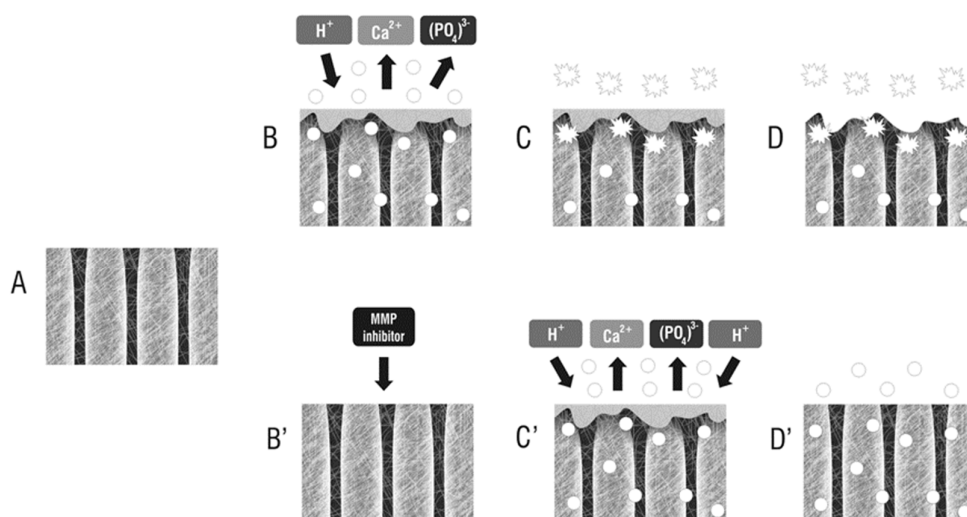 H⁺ Ca²⁺ (PO₄)³⁻
B
C
D
A
MMP
inhibitor
B'
H⁺ Ca²⁺ (PO₄)³⁻ H⁺
C'
D'